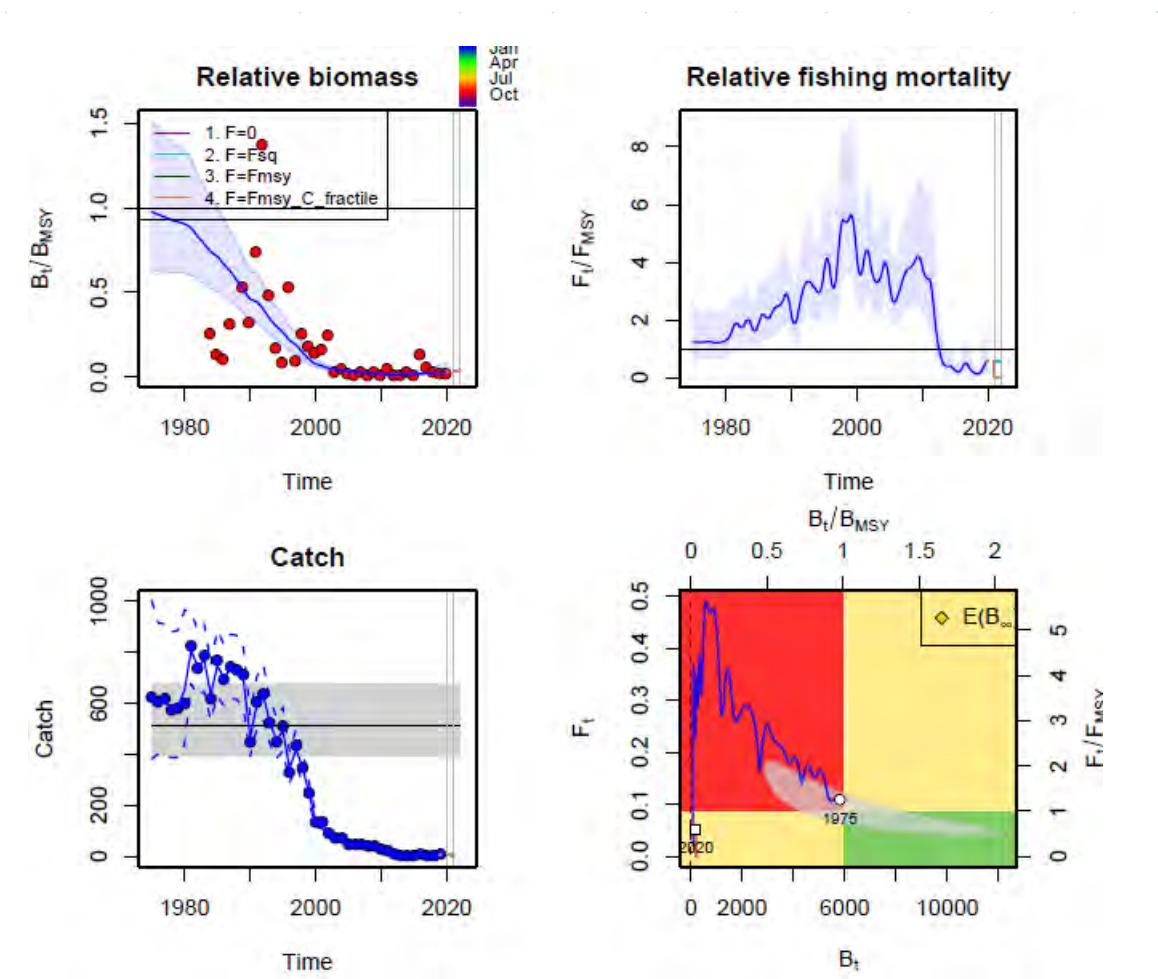 Jan
Apr
Jul
Oct
Relative biomass
1.5
1.0
0.5
0.0
Bt/BMSY
1. F=0
2. F=Fsq
3. F=Fmsy
4. F=Fmsy_C_fractile
1980 2000 2020
Time
Relative fishing mortality
8
6
4
2
0
Ft/FMSY
1980 2000 2020
Time
Catch
1000
600
200
0
Catch
1980 2000 2020
Time
Bt/BMSY
0 0.5 1 1.5 2
0.5
0.4
0.3
0.2
0.1
0.0
Ft
E(B∞
1975
2020
5
4
3
2
1
0
Ft/FMSY
0 2000 6000 10000
Bt